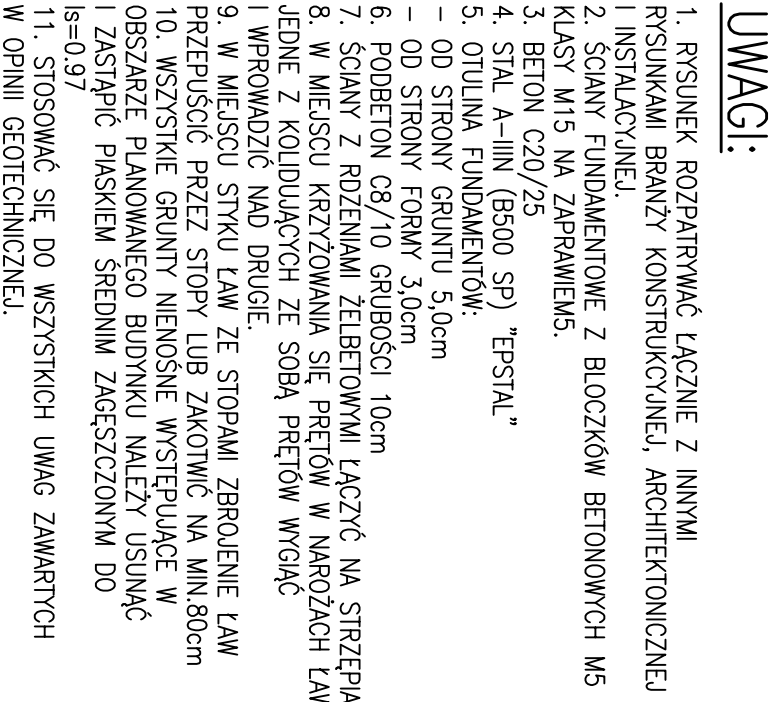 UWAGI:
1. RYSUNEK ROZPATRYWAĆ ŁĄCZNIE Z INNYMI
RYSUNKAMI BRANŻY KONSTRUKCYJNEJ, ARCHITEKTONICZNEJ
I INSTALACYJNEJ.
2. ŚCIANY FUNDAMENTOWE Z BLOCZKÓW BETONOWYCH M5
KLASY M15 NA ZAPRAWIEM5.
3. BETON C20/25
4. STAL A-IIIN (B500 SP) "EPSTAL"
5. OTULINA FUNDAMENTÓW:
- OD STRONY GRUNTU 5,0cm
- OD STRONY FORMY 3,0cm
6. PODBETON C8/10 GRUBOŚCI 10cm
7. ŚCIANY Z RDZENIAMI ŻELBETOWYMI ŁĄCZYĆ NA STRZĘPIA
8. W MIEJSCU KRZYŻOWANIA SIĘ PRĘTÓW W NAROŻACH ŁAW
JEDNE Z KOLIDUJĄCYCH ZE SOBĄ PRĘTÓW WYGIĄĆ
I WPROWADZIĆ NAD DRUGIE.
9. W MIEJSCU STYKU ŁAW ZE STOPAMI ZBROJENIE ŁAW
PRZEPUŚCIĆ PRZEZ STOPY LUB ZAKOTWIĆ NA MIN.80cm
10. WSZYSTKIE GRUNTY NIENOŚNE WYSTĘPUJĄCE W
OBSZARZE PLANOWANEGO BUDYNKU NALEŻY USUNĄĆ
I ZASTĄPIĆ PIASKIEM ŚREDNIM ZAGĘSZCZONYM DO
Is=0.97
11. STOSOWAĆ SIĘ DO WSZYSTKICH UWAG ZAWARTYCH
W OPINII GEOTECHNICZNEJ.